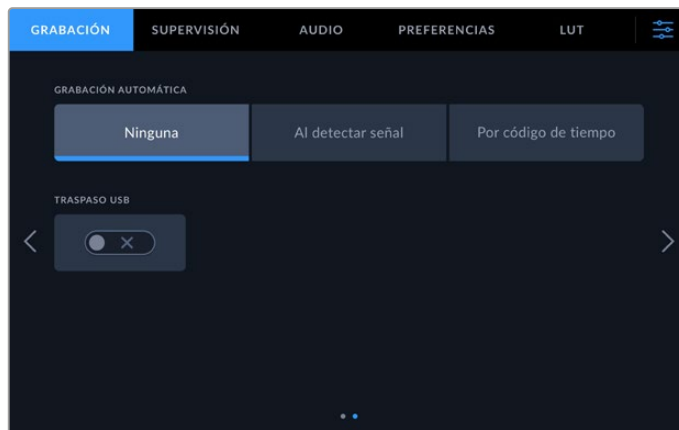 GRABACIÓN SUPERVISIÓN AUDIO PREFERENCIAS LUT
GRABACIÓN AUTOMÁTICA
Ninguna Al detectar señal Por código de tiempo
TRASPASO USB